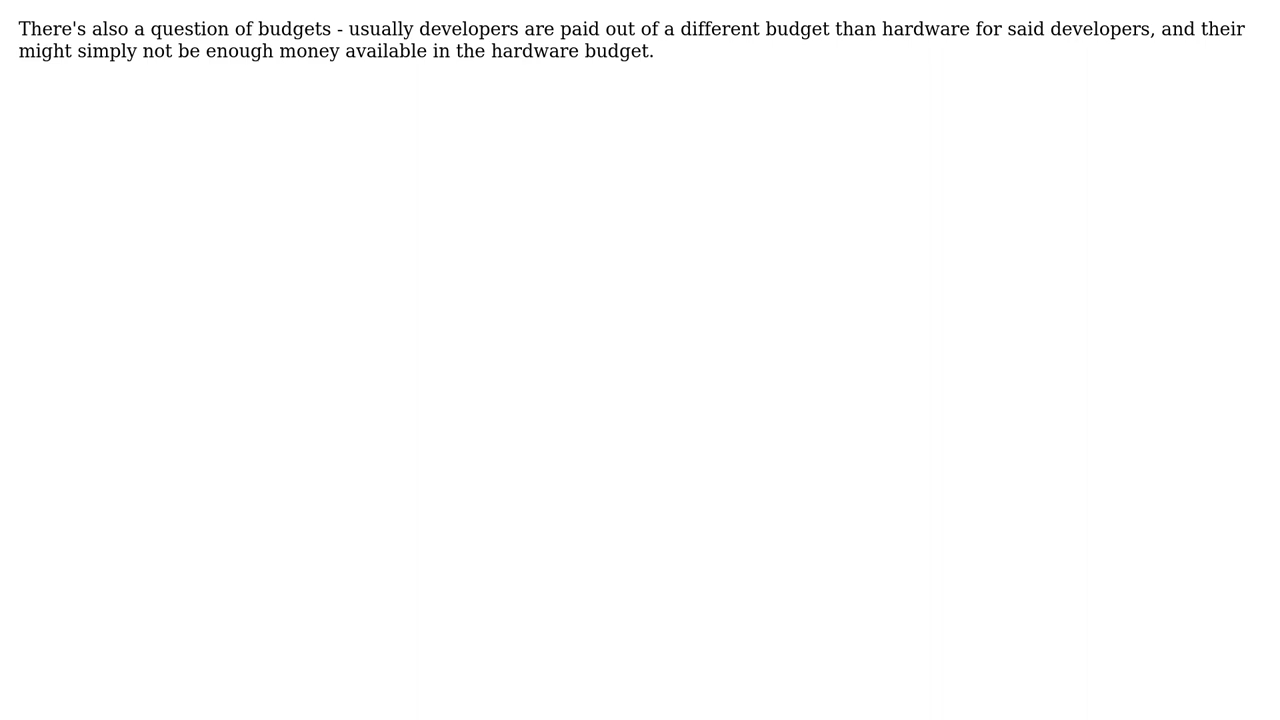 There's also a question of budgets - usually developers are paid out of a different budget than hardware for said developers, and their
might simply not be enough money available in the hardware budget.